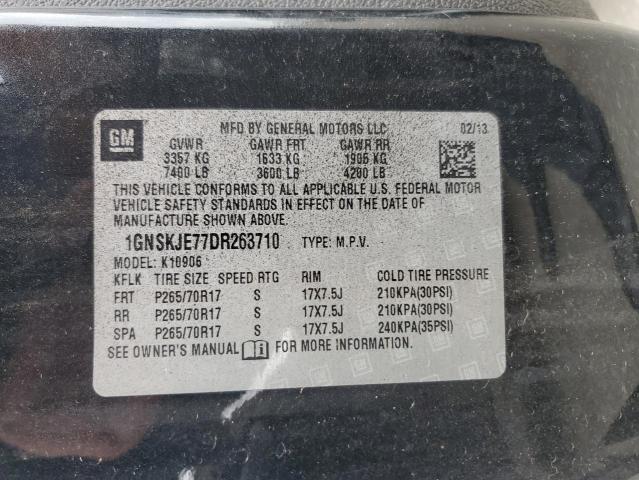 GM
MFD BY GENERAL MOTORS LLC 02/13
GVWR GAWR FRT GAWR RR
3357 KG 1633 KG 1905 KG
7400 LB 3600 LB 4200 LB
THIS VEHICLE CONFORMS TO ALL APPLICABLE U.S. FEDERAL MOTOR
VEHICLE SAFETY STANDARDS IN EFFECT ON THE DATE OF
MANUFACTURE SHOWN ABOVE.
1GNSKJE77DR263710 TYPE: M.P.V.
MODEL: K10906
KFLK TIRE SIZE SPEED RTG RIM COLD TIRE PRESSURE
FRT P265/70R17 S 17X7.5J 210KPA(30PSI)
RR P265/70R17 S 17X7.5J 210KPA(30PSI)
SPA P265/70R17 S 17X7.5J 240KPA(35PSI)
SEE OWNER'S MANUAL FOR MORE INFORMATION.